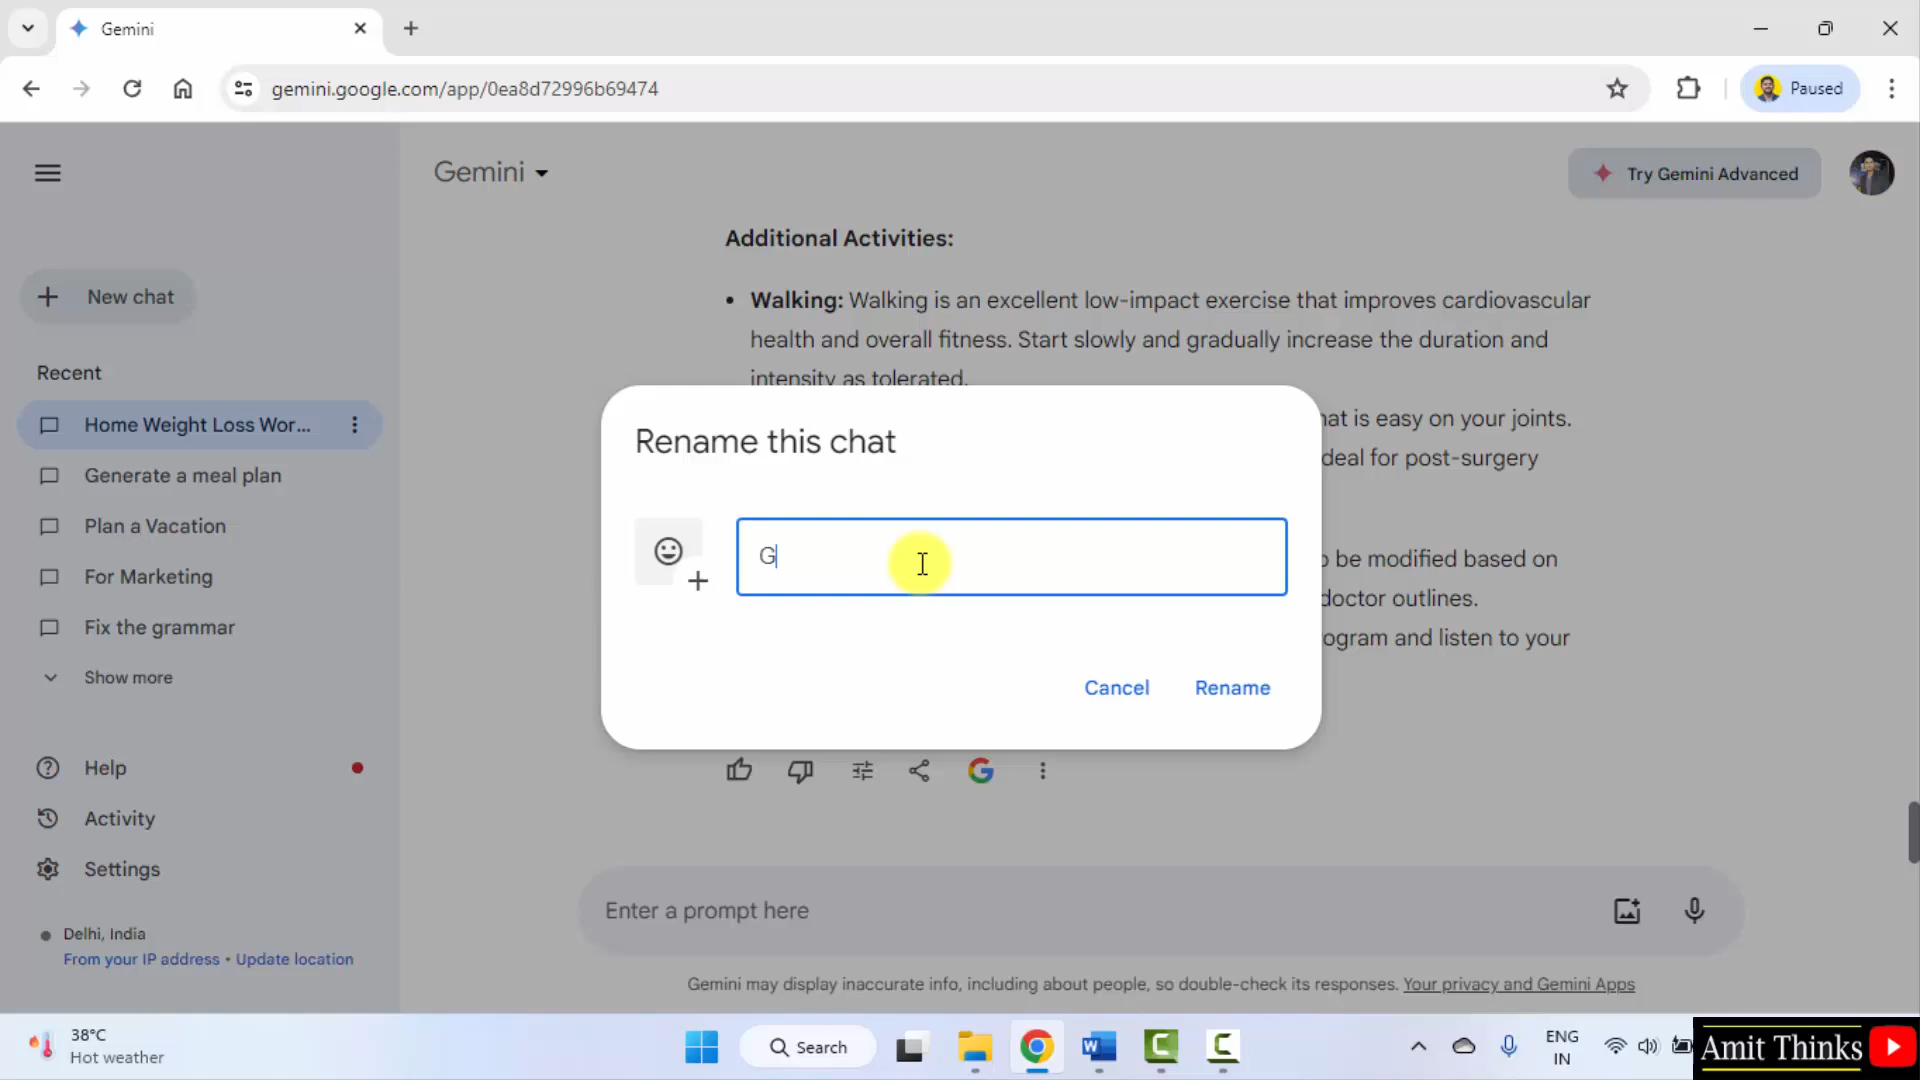 Gemini
gemini.google.com/app/0ea8d72996b69474
Paused
Gemini
Try Gemini Advanced
New chat
Recent
Home Weight Loss Wor...
Generate a meal plan
Plan a Vacation
For Marketing
Fix the grammar
Show more
Help
Activity
Settings
Delhi, India
From your IP address • Update location
Additional Activities:
• Walking: Walking is an excellent low-impact exercise that improves cardiovascular
health and overall fitness. Start slowly and gradually increase the duration and
intensity as tolerated.
hat is easy on your joints.
deal for post-surgery
o be modified based on
doctor outlines.
ogram and listen to your
Rename this chat
G
Cancel
Rename
Enter a prompt here
Gemini may display inaccurate info, including about people, so double-check its responses. Your privacy and Gemini Apps
38°C
Hot weather
Search
ENG
IN
Amit Thinks